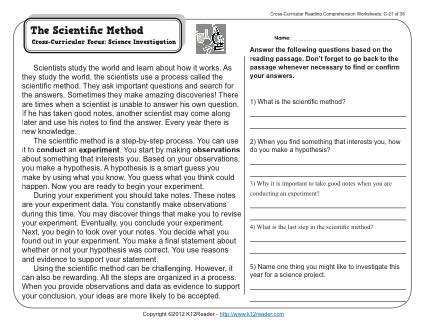 Cross-Curricular Reading Comprehension Worksheets: C-21 of 36
The Scientific Method
Cross-Curricular Focus: Science Investigation
Scientists study the world and learn about how it works. As
they study the world, the scientists use a process called the
scientific method. They ask important questions and search
for the answers. Sometimes they make amazing discoveries! There
are times when a scientist is unable to answer his own question.
If he has taken good notes, another scientist may come along
later and use his notes to find the answer. Every year there is
new knowledge.
The scientific method is a step-by-step process. You can use
it to conduct an experiment. You start by making observations
about something that interests you. Based on your observations,
you make a hypothesis. A hypothesis is a smart guess you
make by using what you know. You guess what you think could
happen. Now you are ready to begin your experiment.
During your experiment you should take notes. These notes
are your experiment data. You constantly make observations
during this time. You may discover things that make you to revise
your experiment. Eventually, you conclude your experiment.
Next, you begin to look over your notes. You decide what you
found out in your experiment. You make a final statement about
whether or not your hypothesis was correct. You use reasons
and evidence to support your statement.
Using the scientific method can be challenging. However, it
can also be rewarding. All the steps are organized in a process.
When you provide observations and data as evidence to support
your conclusion, your ideas are more likely to be accepted.
Name:
Answer the following questions based on the
reading passage. Don't forget to go back to the
passage whenever necessary to find or confirm
your answers.
1) What is the scientific method?
2) When you find something that interests you, how
do you make a hypothesis?
3) Why it is important to take good notes when you are
conducting an experiment?
4) What is the last step in the scientific method?
5) Name one thing you might like to investigate this
year for a science project.
Copyright ©2012 K12Reader - http://www.k12reader.com